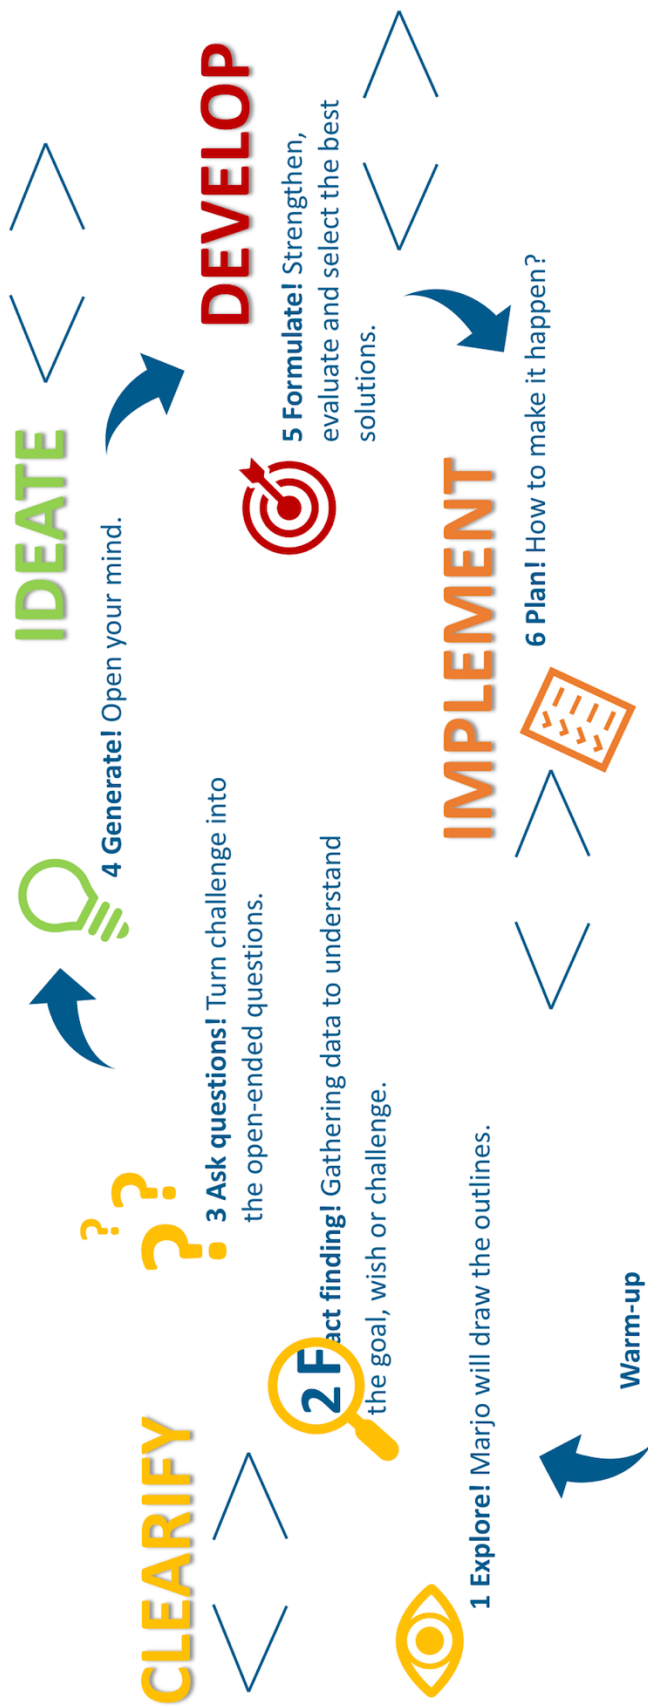 CLEARIFY
1 Explore! Marjo will draw the outlines.
Warm-up
2 Fact finding! Gathering data to understand
the goal, wish or challenge.
3 Ask questions! Turn challenge into
the open-ended questions.
IDEATE
4 Generate! Open your mind.
DEVELOP
5 Formulate! Strengthen,
evaluate and select the best
solutions.
IMPLEMENT
6 Plan! How to make it happen?